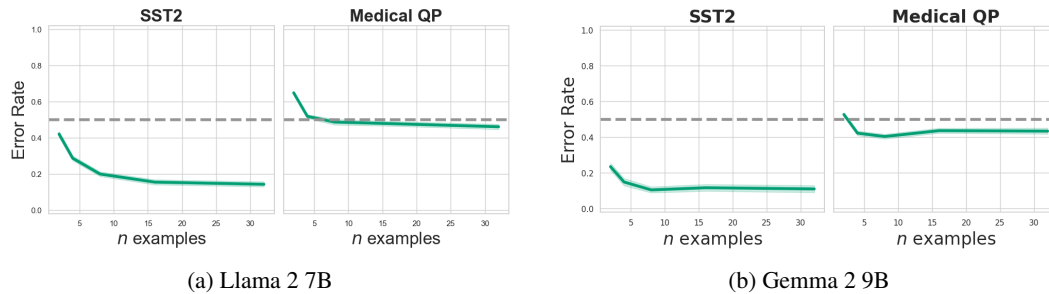 SST2
Medical QP
1.0
0.8
0.6
0.4
0.2
0.0
Error Rate
5 10 15 20 25 30
5 10 15 20 25 30
n examples
n examples
(a) Llama 2 7B
SST2
Medical QP
1.0
0.8
0.6
0.4
0.2
0.0
Error Rate
5 10 15 20 25 30
5 10 15 20 25 30
n examples
n examples
(b) Gemma 2 9B